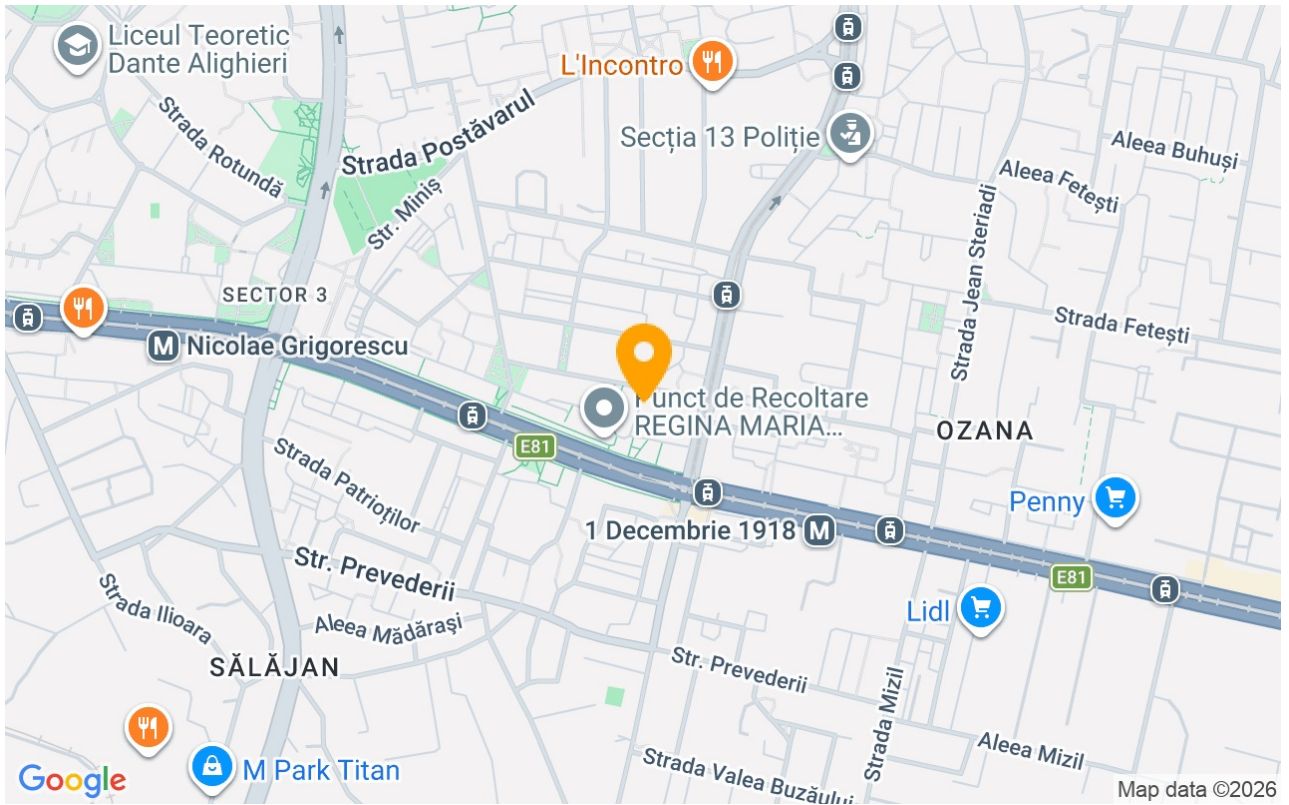 Liceul Teoretic
Dante Alighieri
L'Incontro
Strada Postăvarul
Secția 13 Poliție
Strada Rotundă
Aleea Buhuși
Aleea Fetești
Str. Miniș
Strada Jean Steriadi
SECTOR 3
Strada Fetești
M Nicolae Grigorescu
Punct de Recoltare
REGINA MARIA...
OZANA
E81
Strada Patrioților
Penny
1 Decembrie 1918 M
Str. Prevederii
E81
Strada Ilioara
Lidl
Aleea Mădărași
SĂLĂJAN
Str. Prevederii
Strada Mizil
Aleea Mizil
M Park Titan
Strada Valea Buzăului
Google
Map data ©2026